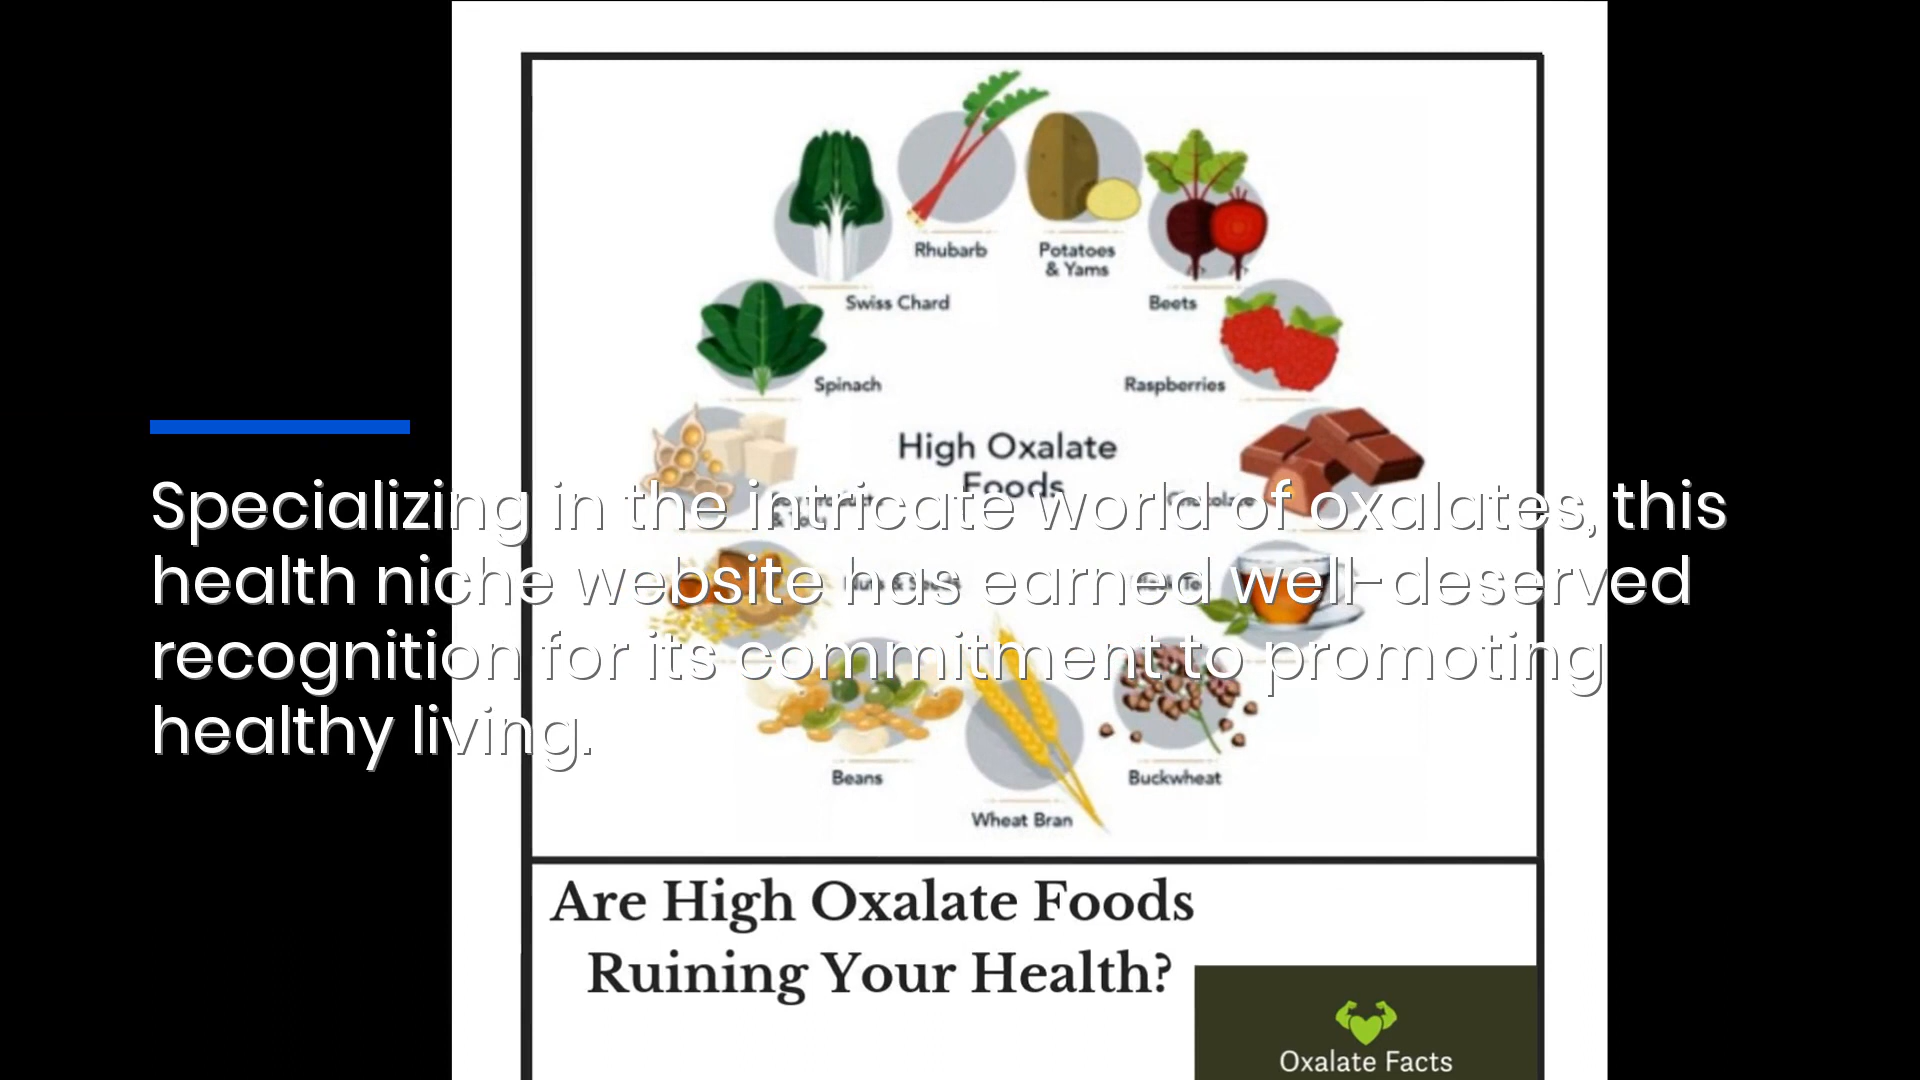 Rhubarb
Potatoes
& Yams
Swiss Chard
Beets
Spinach
Raspberries
High Oxalate
Foods
Specializing in the intricate world of oxalates, this
health niche website has earned well-deserved
recognition for its commitment to promoting
healthy living.
Beans
Buckwheat
Wheat Bran
Are High Oxalate Foods
Ruining Your Health?
Oxalate Facts